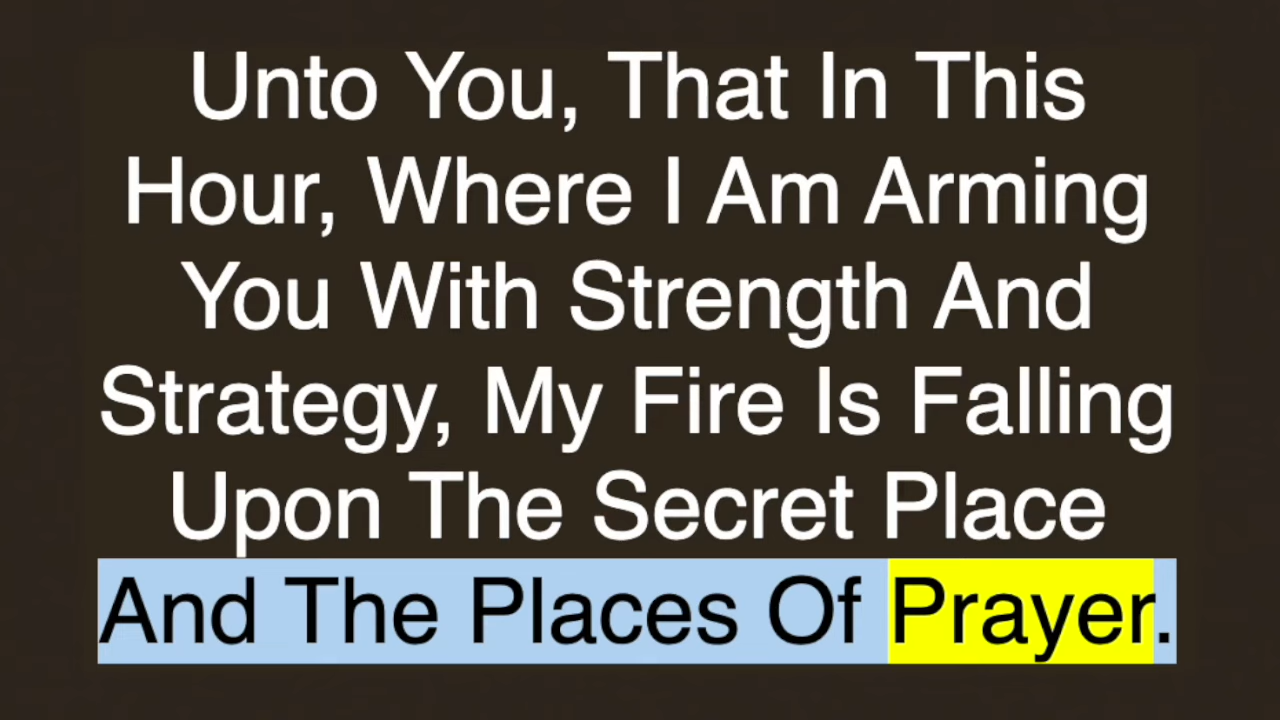 Unto You, That In This
Hour, Where I Am Arming
You With Strength And
Strategy, My Fire Is Falling
Upon The Secret Place
And The Places Of Prayer.